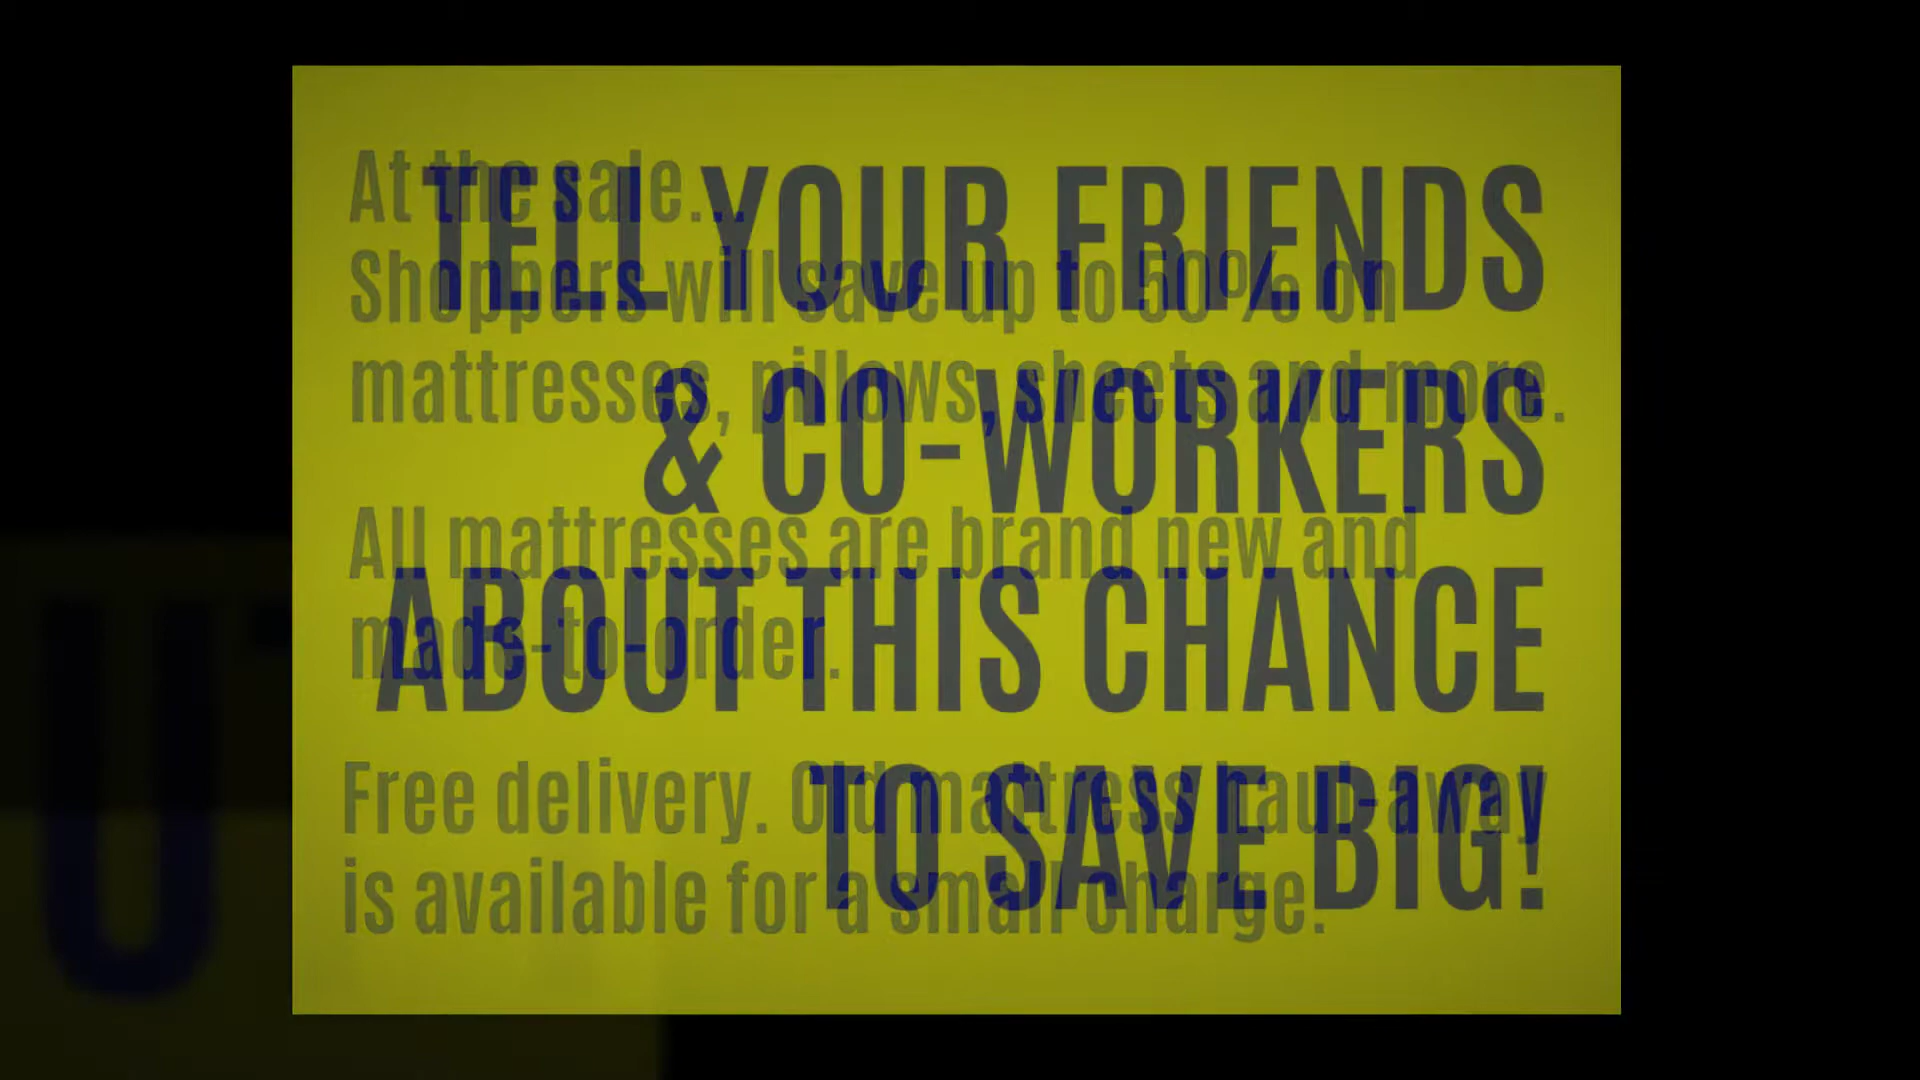 At the sale...
Shoppers will save up to 50% on
mattresses, pillows, sheets and more.
All mattresses are brand new and
made-to-order.
Free delivery. Old mattress haul-away
is available for a small charge.
TELL YOUR FRIENDS
& CO-WORKERS
ABOUT THIS CHANCE
TO SAVE BIG!
U